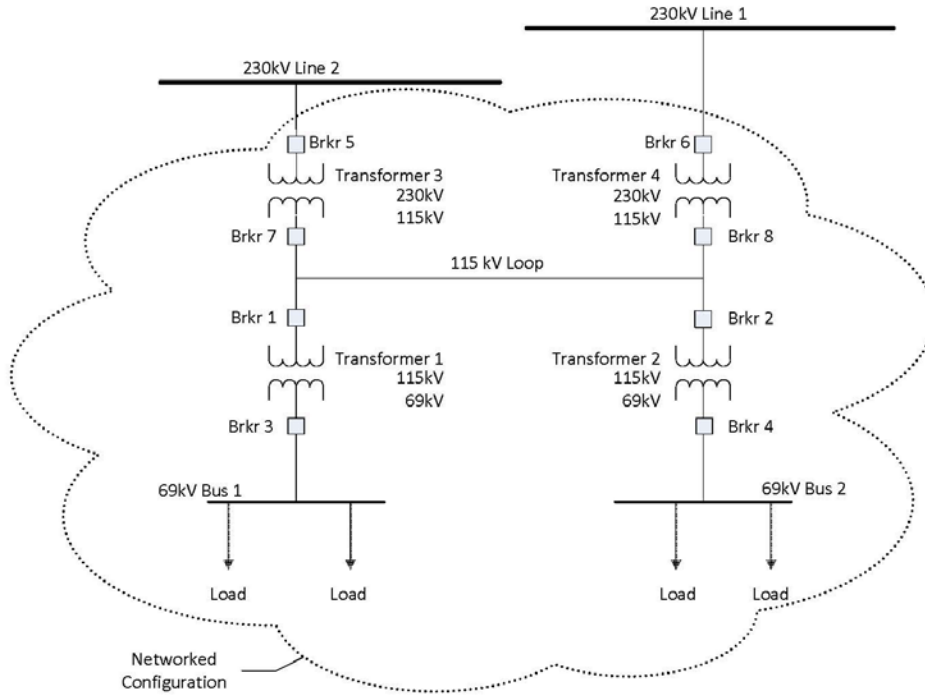 230kV Line 1
230kV Line 2
Brkr 5
Brkr 6
Transformer 3
230kV
115kV
Transformer 4
230kV
115kV
Brkr 7
Brkr 8
115 kV Loop
Brkr 1
Brkr 2
Transformer 1
115kV
69kV
Transformer 2
115kV
69kV
Brkr 3
Brkr 4
69kV Bus 1
69kV Bus 2
Load
Load
Load
Load
Networked
Configuration